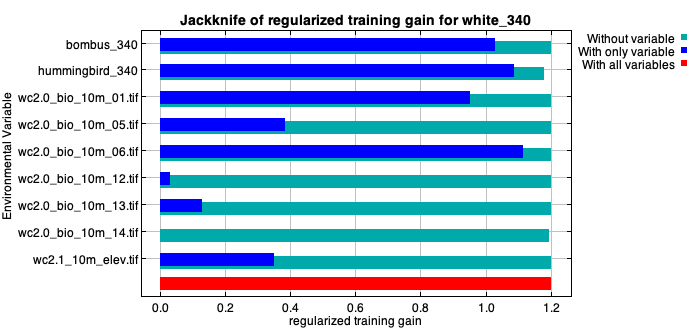 Jackknife of regularized training gain for white_340
Without variable
With only variable
With all variables
Environmental Variable
bombus_340
hummingbird_340
wc2.0_bio_10m_01.tif
wc2.0_bio_10m_05.tif
wc2.0_bio_10m_06.tif
wc2.0_bio_10m_12.tif
wc2.0_bio_10m_13.tif
wc2.0_bio_10m_14.tif
wc2.1_10m_elev.tif
0.0 0.2 0.4 0.6 0.8 1.0 1.2
regularized training gain